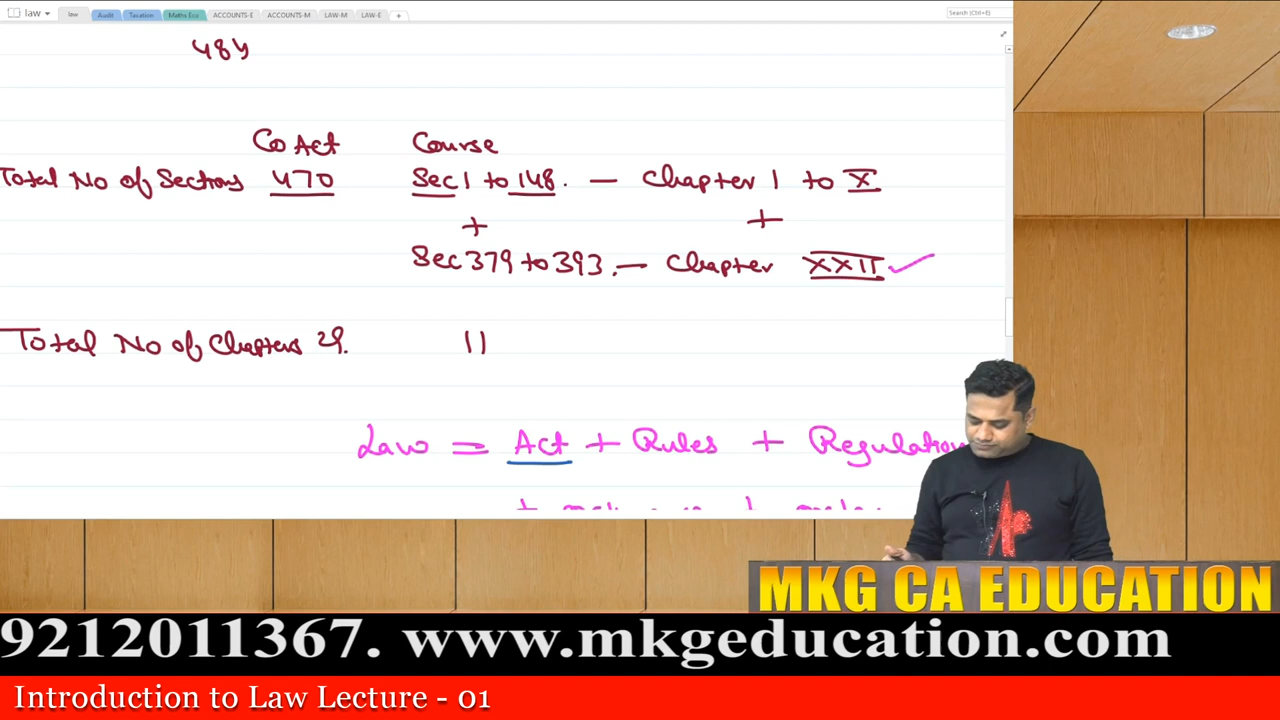 law
law Audit Taxation Maths Eco ACCOUNTS-E ACCOUNTS-M LAW-M LAW-E +
Search (Ctrl+E)
484
Co Act Course
Total No of Sections 470 Sec 1 to 148. — Chapter 1 to X
+ +
Sec 379 to 393. — Chapter XXII ✓
Total No of Chapters 29. 11
Law = Act + Rules + Regulation
MKG CA EDUCATION
9212011367. www.mkgeducation.com
Introduction to Law Lecture - 01